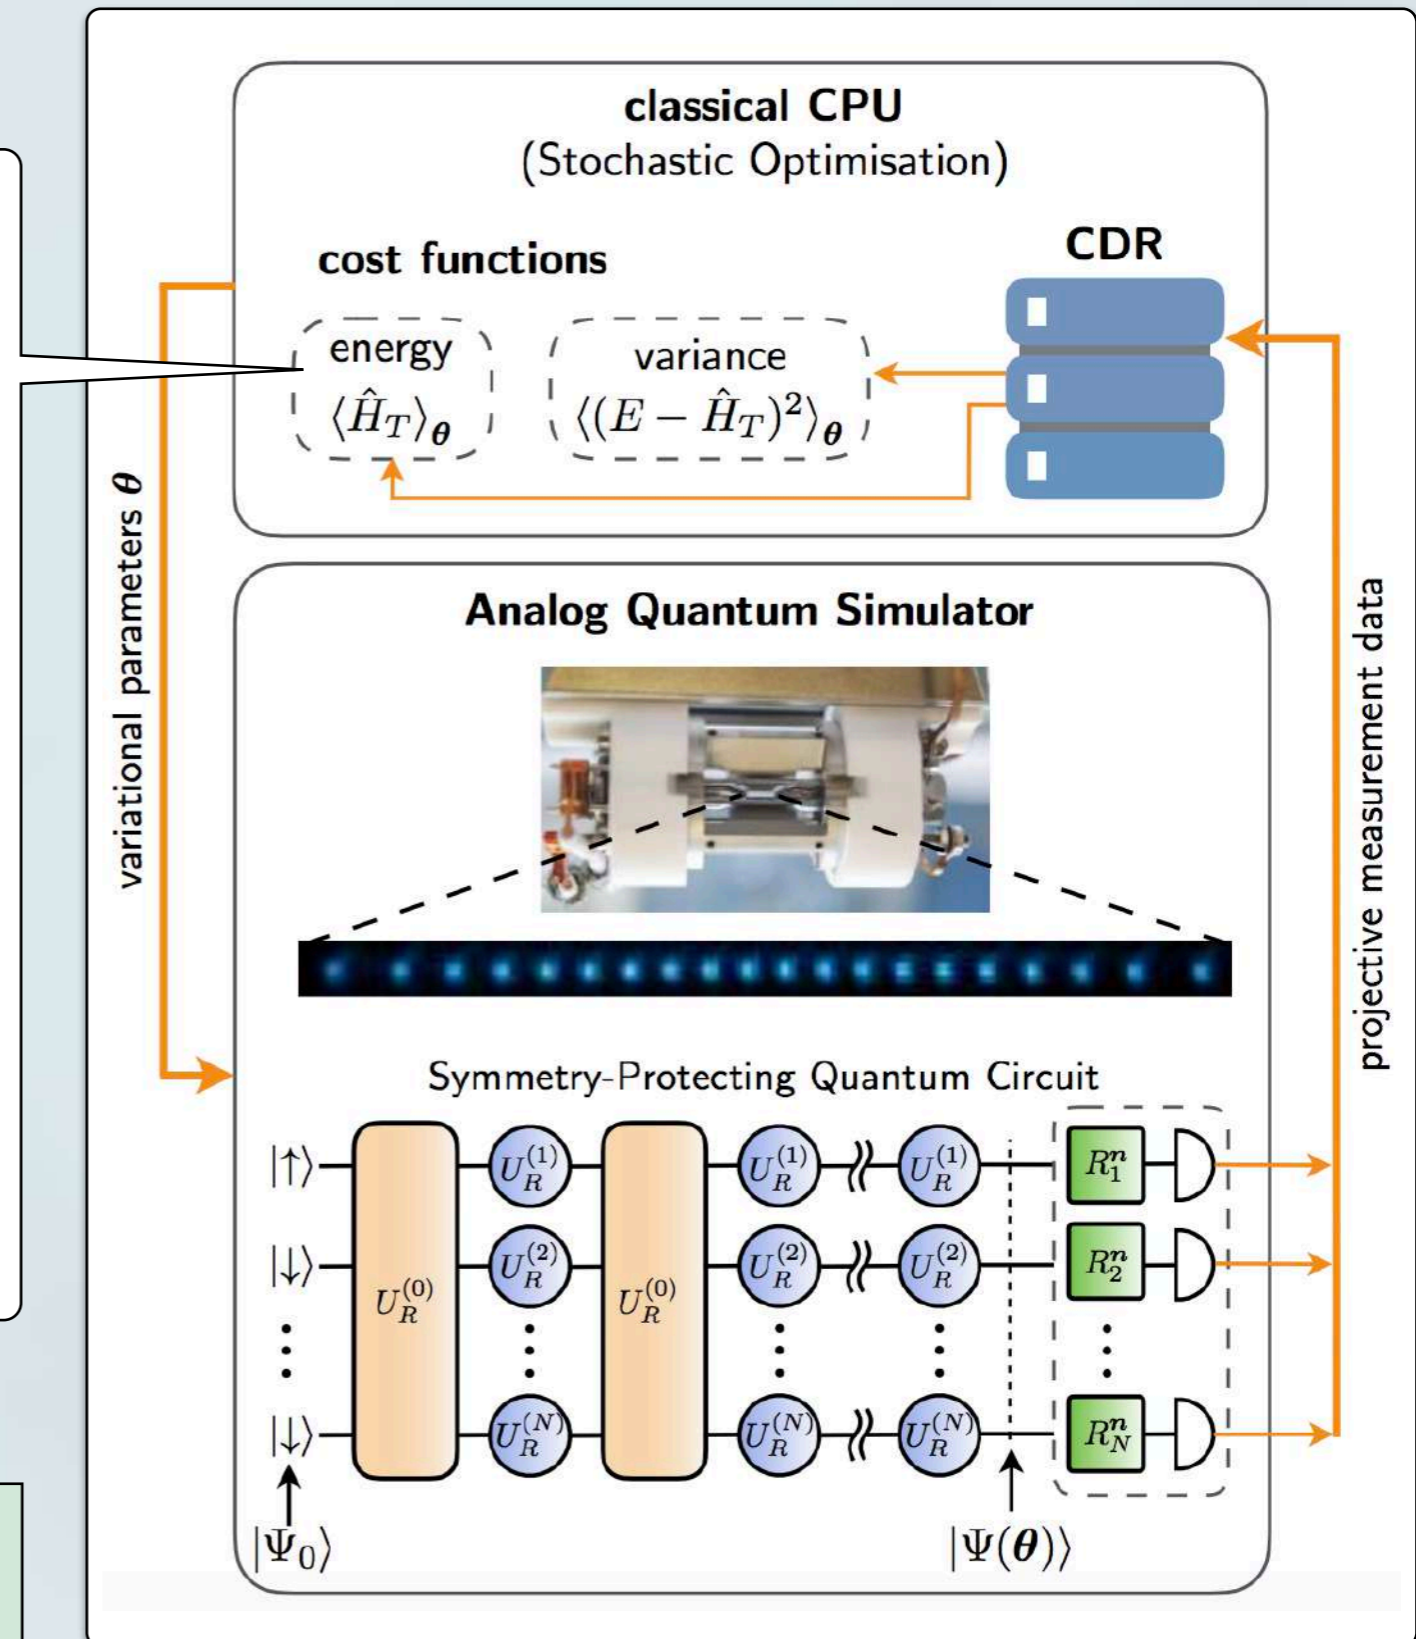 classical CPU
(Stochastic Optimisation)
CDR
cost functions
energy
⟨Ĥ_T⟩_θ
variance
⟨(E − Ĥ_T)²⟩_θ
variational parameters θ
projective measurement data
Analog Quantum Simulator
Symmetry-Protecting Quantum Circuit
|↑⟩ U_R^(1) U_R^(1) U_R^(1) R_1^n
|↓⟩ U_R^(2) U_R^(2) U_R^(2) R_2^n
U_R^(0) U_R^(0)
|↓⟩ U_R^(N) U_R^(N) U_R^(N) R_N^n
|Ψ_0⟩ |Ψ(θ)⟩